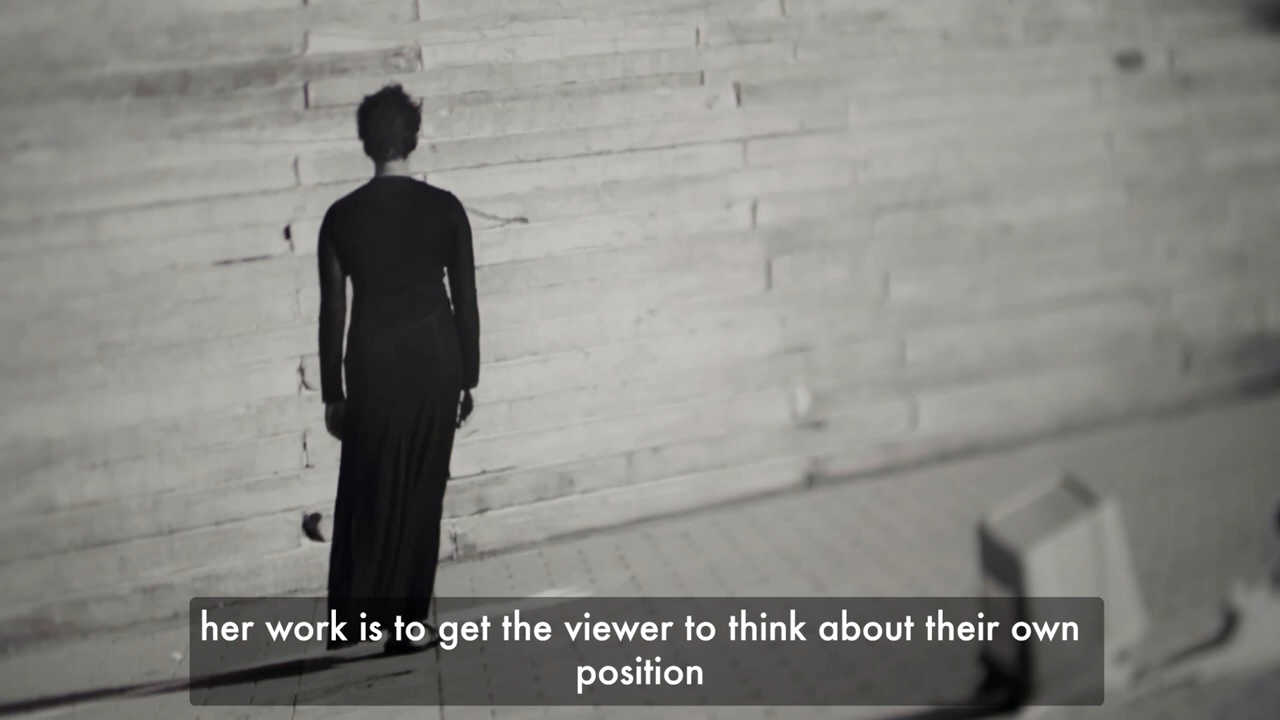 her work is to get the viewer to think about their own
position